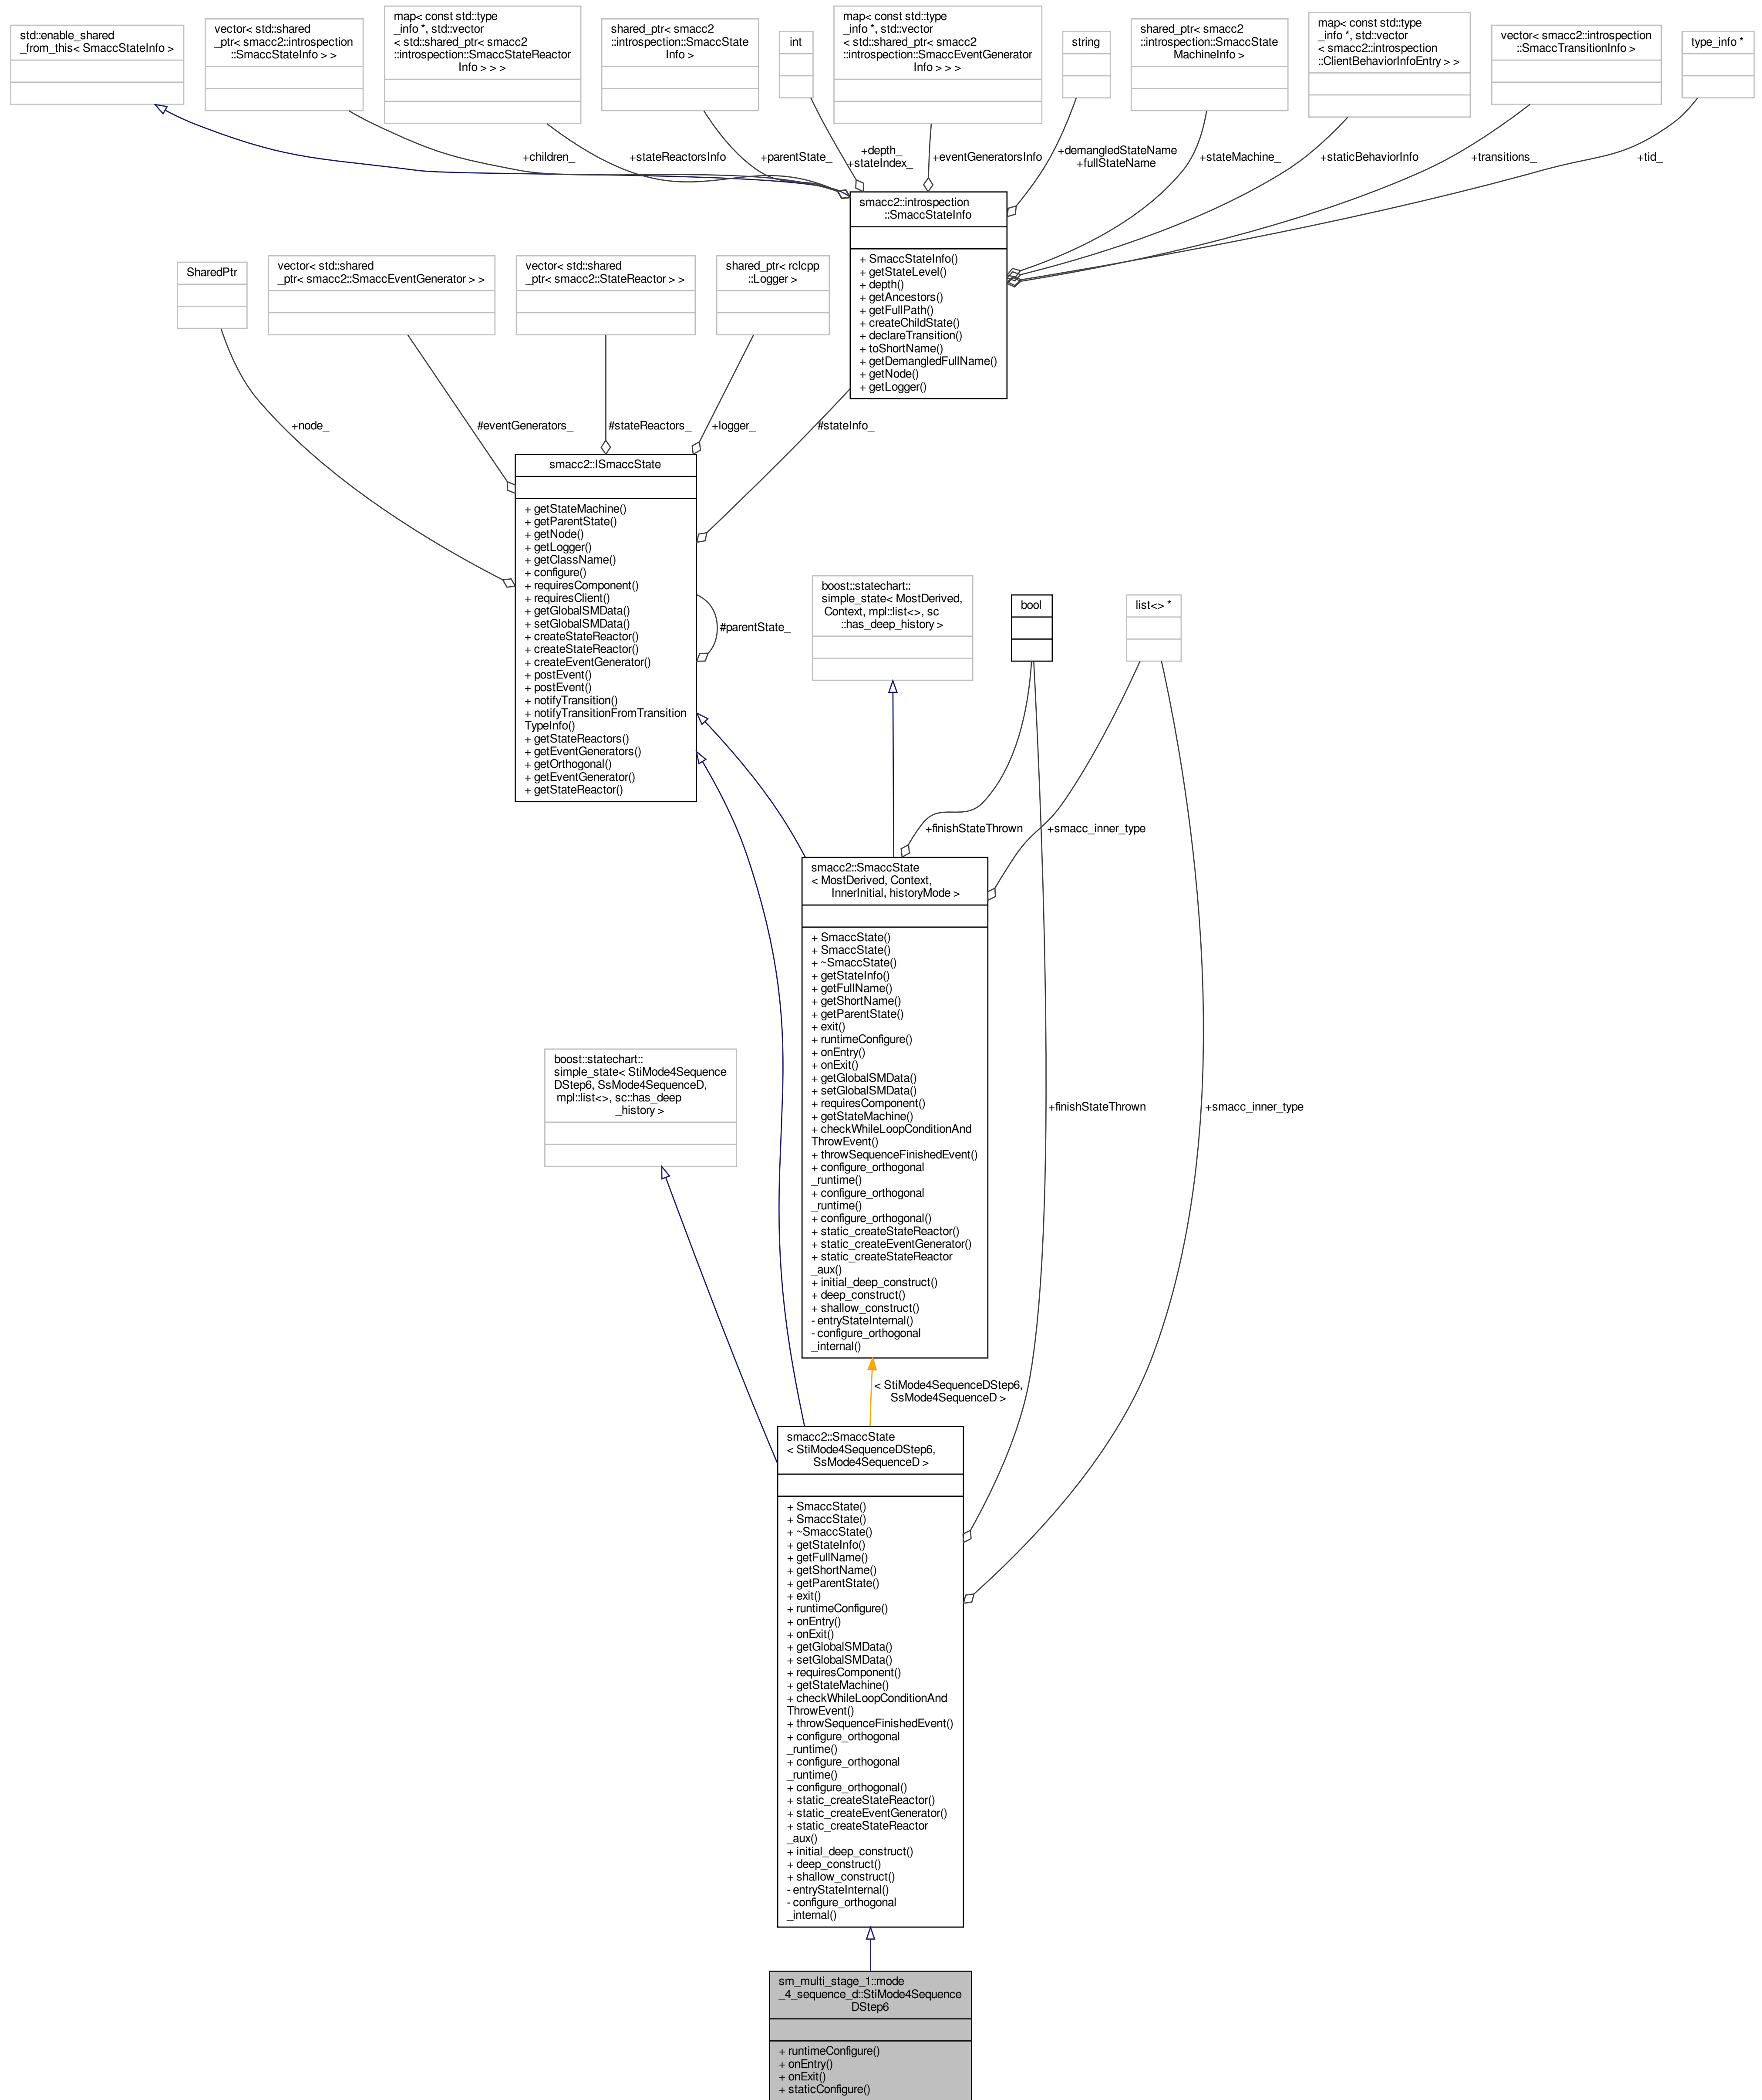 std::enable_shared
_from_this< SmaccStateInfo >
vector< std::shared
_ptr< smacc2::introspection
::SmaccStateInfo > >
map< const std::type
_info *, std::vector
< std::shared_ptr< smacc2
::introspection::SmaccStateReactor
Info > > >
shared_ptr< smacc2
::introspection::SmaccState
Info >
int
map< const std::type
_info *, std::vector
< std::shared_ptr< smacc2
::introspection::SmaccEventGenerator
Info > > >
string
shared_ptr< smacc2
::introspection::SmaccState
MachineInfo >
map< const std::type
_info *, std::vector
< smacc2::introspection
::ClientBehaviorInfoEntry > >
vector< smacc2::introspection
::SmaccTransitionInfo >
type_info *
+children_
+stateReactorsInfo
+parentState_
+depth_
+stateIndex_
+eventGeneratorsInfo
+demangledStateName
+fullStateName
+stateMachine_
+staticBehaviorInfo
+transitions_
+tid_
smacc2::introspection
::SmaccStateInfo
+ SmaccStateInfo()
+ getStateLevel()
+ depth()
+ getAncestors()
+ getFullPath()
+ createChildState()
+ declareTransition()
+ toShortName()
+ getDemangledFullName()
+ getNode()
+ getLogger()
SharedPtr
vector< std::shared
_ptr< smacc2::SmaccEventGenerator > >
vector< std::shared
_ptr< smacc2::StateReactor > >
shared_ptr< rclcpp
::Logger >
+node_
#eventGenerators_
#stateReactors_
+logger_
#stateInfo_
smacc2::ISmaccState
+ getStateMachine()
+ getParentState()
+ getNode()
+ getLogger()
+ getClassName()
+ configure()
+ requiresComponent()
+ requiresClient()
+ getGlobalSMData()
+ setGlobalSMData()
+ createStateReactor()
+ createStateReactor()
+ createEventGenerator()
+ postEvent()
+ postEvent()
+ notifyTransition()
+ notifyTransitionFromTransition
TypeInfo()
+ getStateReactors()
+ getEventGenerators()
+ getOrthogonal()
+ getEventGenerator()
+ getStateReactor()
#parentState_
boost::statechart::
simple_state< MostDerived,
Context, mpl::list<>, sc
::has_deep_history >
bool
list<> *
+finishStateThrown
+smacc_inner_type
smacc2::SmaccState
< MostDerived, Context,
InnerInitial, historyMode >
+ SmaccState()
+ SmaccState()
+ ~SmaccState()
+ getStateInfo()
+ getFullName()
+ getShortName()
+ getParentState()
+ exit()
+ runtimeConfigure()
+ onEntry()
+ onExit()
+ getGlobalSMData()
+ setGlobalSMData()
+ requiresComponent()
+ getStateMachine()
+ checkWhileLoopConditionAnd
ThrowEvent()
+ throwSequenceFinishedEvent()
+ configure_orthogonal
_runtime()
+ configure_orthogonal
_runtime()
+ configure_orthogonal()
+ static_createStateReactor()
+ static_createEventGenerator()
+ static_createStateReactor
_aux()
+ initial_deep_construct()
+ deep_construct()
+ shallow_construct()
- entryStateInternal()
- configure_orthogonal
_internal()
boost::statechart::
simple_state< StiMode4Sequence
DStep6, SsMode4SequenceD,
mpl::list<>, sc::has_deep
_history >
+finishStateThrown
+smacc_inner_type
< StiMode4SequenceDStep6,
SsMode4SequenceD >
smacc2::SmaccState
< StiMode4SequenceDStep6,
SsMode4SequenceD >
+ SmaccState()
+ SmaccState()
+ ~SmaccState()
+ getStateInfo()
+ getFullName()
+ getShortName()
+ getParentState()
+ exit()
+ runtimeConfigure()
+ onEntry()
+ onExit()
+ getGlobalSMData()
+ setGlobalSMData()
+ requiresComponent()
+ getStateMachine()
+ checkWhileLoopConditionAnd
ThrowEvent()
+ throwSequenceFinishedEvent()
+ configure_orthogonal
_runtime()
+ configure_orthogonal
_runtime()
+ configure_orthogonal()
+ static_createStateReactor()
+ static_createEventGenerator()
+ static_createStateReactor
_aux()
+ initial_deep_construct()
+ deep_construct()
+ shallow_construct()
- entryStateInternal()
- configure_orthogonal
_internal()
sm_multi_stage_1::mode
_4_sequence_d::StiMode4Sequence
DStep6
+ runtimeConfigure()
+ onEntry()
+ onExit()
+ staticConfigure()